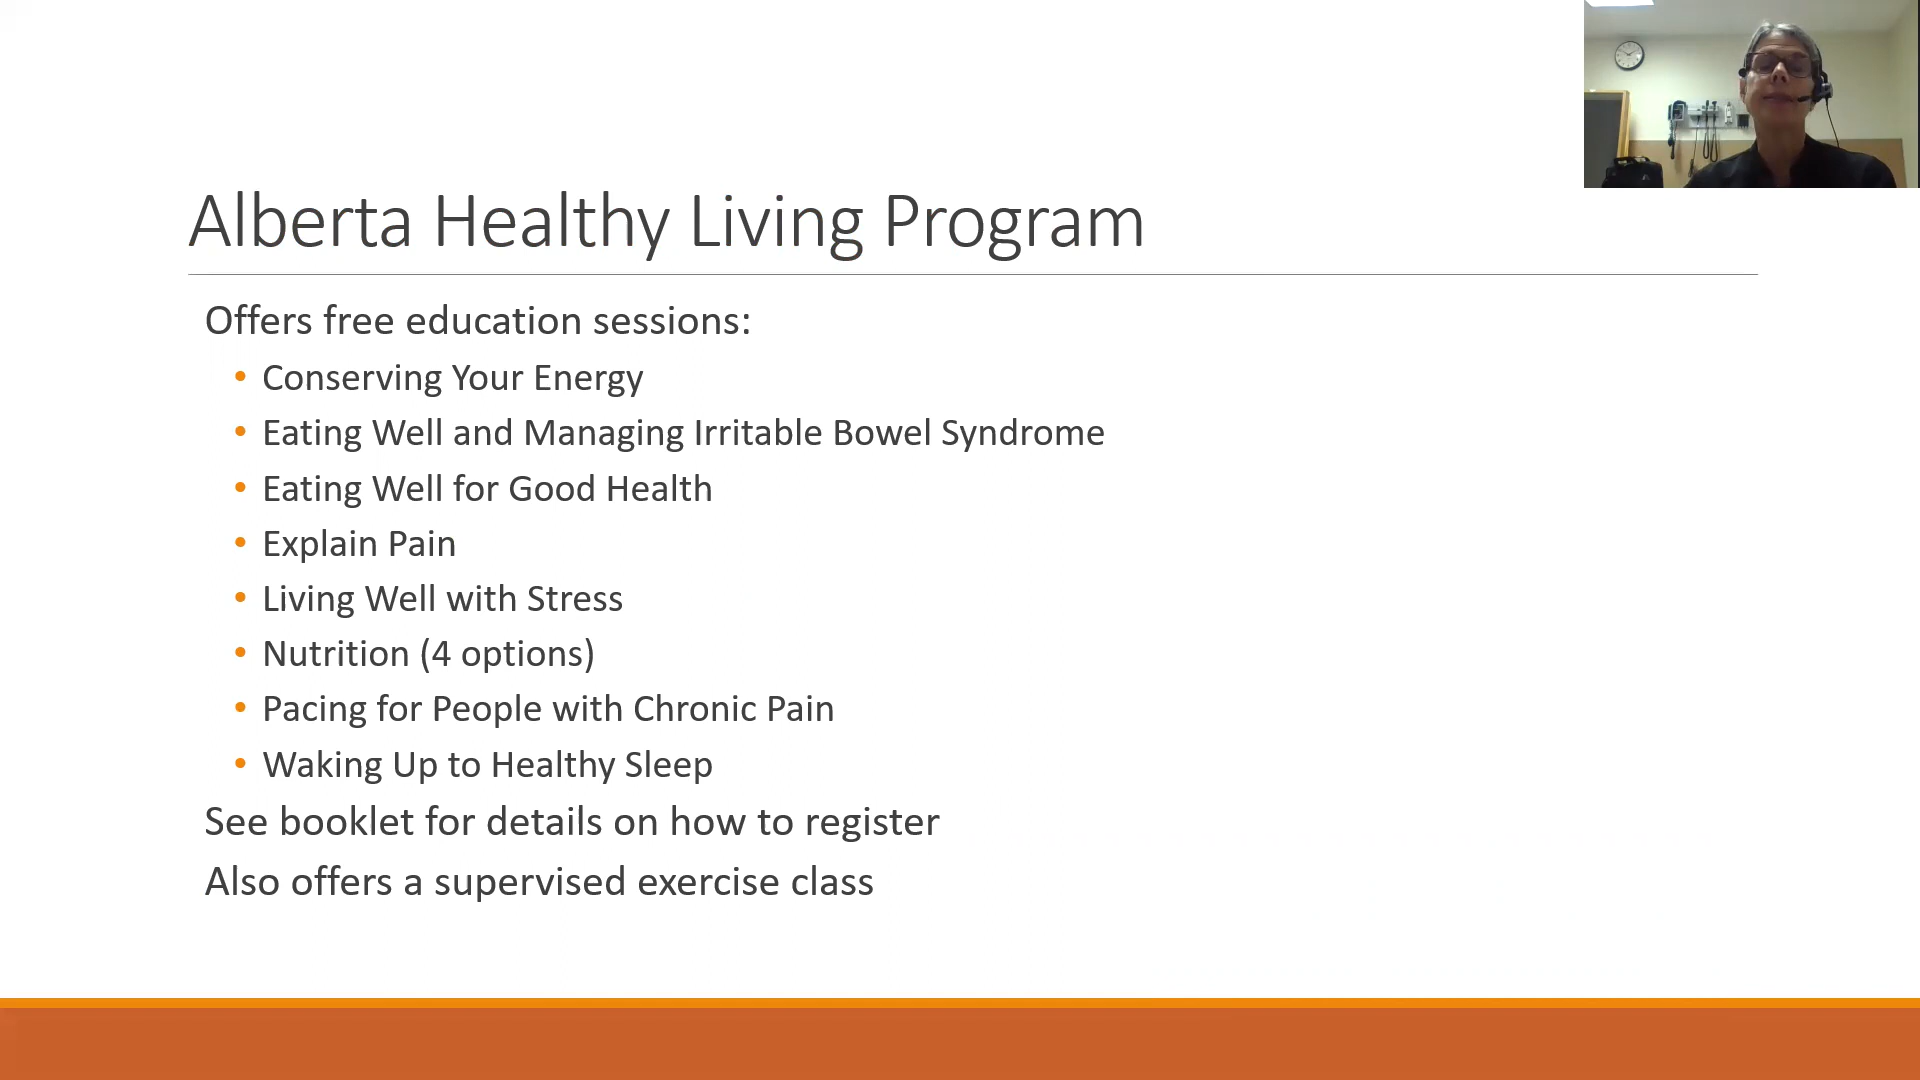 Alberta Healthy Living Program
Offers free education sessions:
• Conserving Your Energy
• Eating Well and Managing Irritable Bowel Syndrome
• Eating Well for Good Health
• Explain Pain
• Living Well with Stress
• Nutrition (4 options)
• Pacing for People with Chronic Pain
• Waking Up to Healthy Sleep
See booklet for details on how to register
Also offers a supervised exercise class